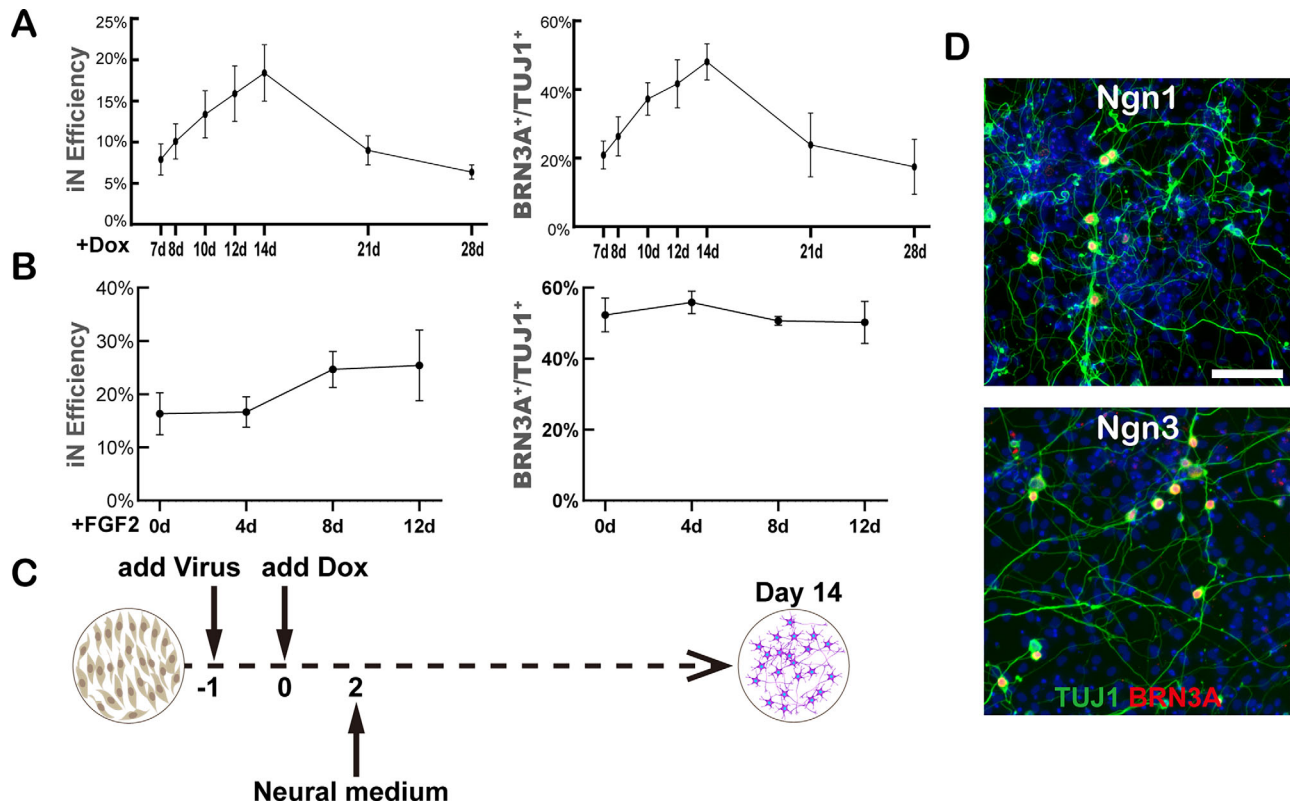 A
iN Efficiency
25%
20%
15%
10%
5%
0%
+Dox
7d 8d 10d 12d 14d 21d 28d
BRN3A+/TUJ1+
60%
40%
20%
0%
7d 8d 10d 12d 14d 21d 28d
B
iN Efficiency
40%
30%
20%
10%
0%
+FGF2
0d 4d 8d 12d
BRN3A+/TUJ1+
60%
40%
20%
0%
0d 4d 8d 12d
C
add Virus add Dox
Day 14
-1 0 2
Neural medium
D
Ngn1
Ngn3
TUJ1 BRN3A